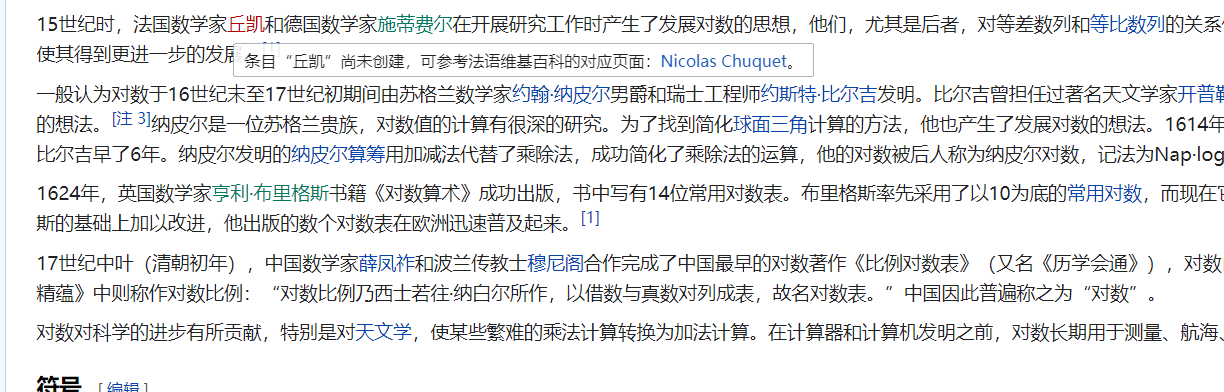 15世纪时，法国数学家丘凯和德国数学家施蒂费尔在开展研究工作时产生了发展对数的思想，他们，尤其是后者，对等差数列和等比数列的关系
使其得到更进一步的发展
条目“丘凯”尚未创建，可参考法语维基百科的对应页面：Nicolas Chuquet。
一般认为对数于16世纪末至17世纪初期间由苏格兰数学家约翰·纳皮尔男爵和瑞士工程师约斯特·比尔吉发明。比尔吉曾担任过著名天文学家开普勒
的想法。[注 3]纳皮尔是一位苏格兰贵族，对数值的计算有很深的研究。为了找到简化球面三角计算的方法，他也产生了发展对数的想法。1614年
比尔吉早了6年。纳皮尔发明的纳皮尔算筹用加减法代替了乘除法，成功简化了乘除法的运算，他的对数被后人称为纳皮尔对数，记法为Nap·log
1624年，英国数学家亨利·布里格斯书籍《对数算术》成功出版，书中写有14位常用对数表。布里格斯率先采用了以10为底的常用对数，而现在
斯的基础上加以改进，他出版的数个对数表在欧洲迅速普及起来。[1]
17世纪中叶（清朝初年），中国数学家薛凤祚和波兰传教士穆尼阁合作完成了中国最早的对数著作《比例对数表》（又名《历学会通》），对数
精蕴》中则称作对数比例：“对数比例乃西士若往·纳白尔所作，以借数与真数对列成表，故名对数表。”中国因此普遍称之为“对数”。
对数对科学的进步有所贡献，特别是对天文学，使某些繁难的乘法计算转换为加法计算。在计算器和计算机发明之前，对数长期用于测量、航海、
符号 [编辑]